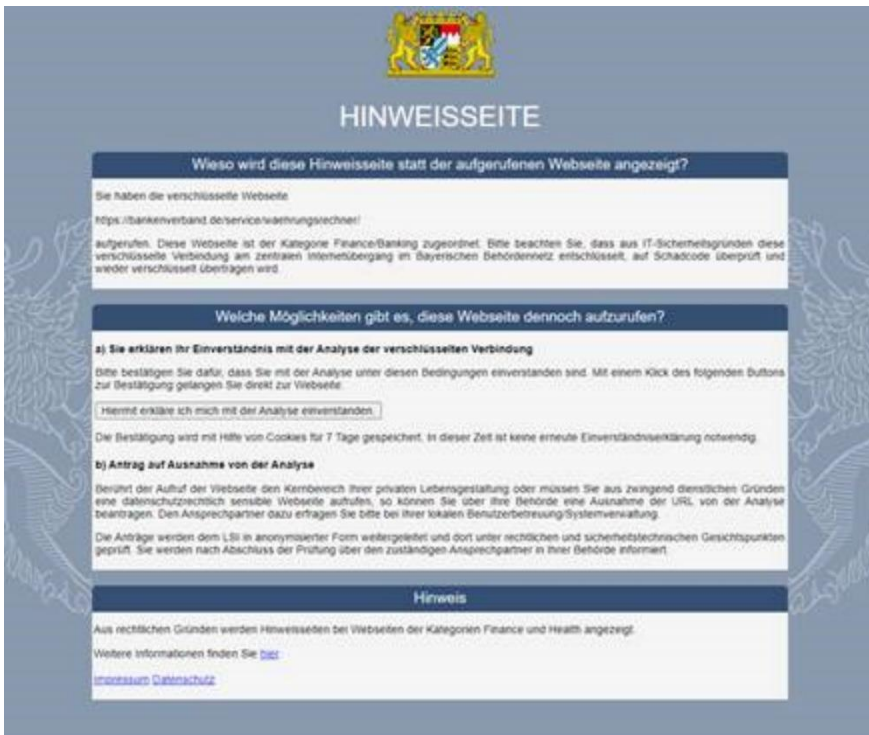 HINWEISSEITE
Wieso wird diese Hinweisseite statt der aufgerufenen Webseite angezeigt?
Sie haben die verschlüsselte Webseite
https://bankenverband.de/service/waehrungsrechner/
aufgerufen. Diese Webseite ist der Kategorie Finance/Banking zugeordnet. Bitte beachten Sie, dass aus IT-Sicherheitsgründen diese
verschlüsselte Verbindung am zentralen Internetübergang im Bayerischen Behördennetz entschlüsselt, auf Schadcode überprüft und
wieder verschlüsselt übertragen wird.
Welche Möglichkeiten gibt es, diese Webseite dennoch aufzurufen?
a) Sie erklären Ihr Einverständnis mit der Analyse der verschlüsselten Verbindung
Bitte bestätigen Sie dafür, dass Sie mit der Analyse unter diesen Bedingungen einverstanden sind. Mit einem Klick des folgenden Buttons
zur Bestätigung gelangen Sie direkt zur Webseite.
Hiermit erkläre ich mich mit der Analyse einverstanden.
Die Bestätigung wird mit Hilfe von Cookies für 7 Tage gespeichert. In dieser Zeit ist keine erneute Einverständniserklärung notwendig.
b) Antrag auf Ausnahme von der Analyse
Berührt der Aufruf der Webseite den Kernbereich Ihrer privaten Lebensgestaltung oder müssen Sie aus zwingend dienstlichen Gründen
eine datenschutzrechtlich sensible Webseite aufrufen, so können Sie über Ihre Behörde eine Ausnahme der URL von der Analyse
beantragen. Den Ansprechpartner dazu erfragen Sie bitte bei Ihrer lokalen Benutzerbetreuung/Systemverwaltung.
Die Anträge werden dem LSI in anonymisierter Form weitergeleitet und dort unter rechtlichen und sicherheitstechnischen Gesichtspunkten
geprüft. Sie werden nach Abschluss der Prüfung über den zuständigen Ansprechpartner in Ihrer Behörde informiert.
Hinweis
Aus rechtlichen Gründen werden Hinweisseiten bei Webseiten der Kategorien Finance und Health angezeigt.
Weitere Informationen finden Sie hier.
Impressum Datenschutz